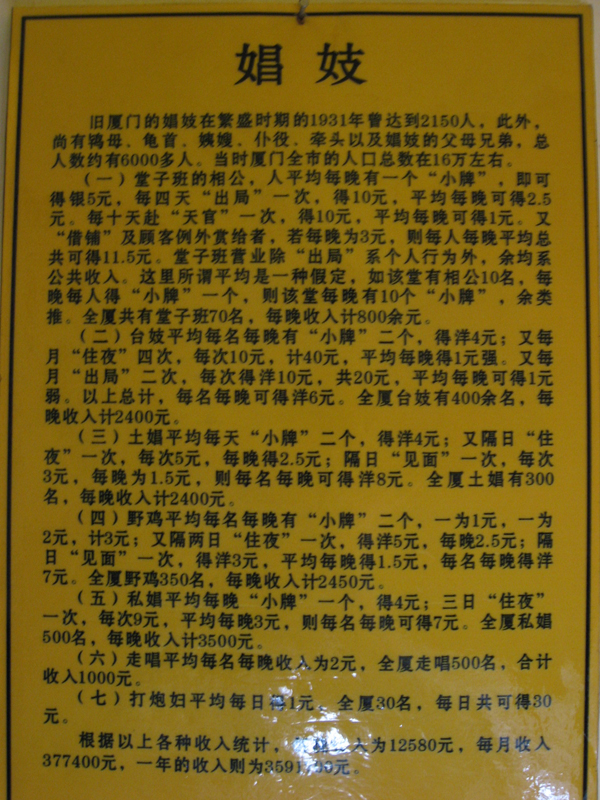 娼 妓
旧厦门的娼妓在繁盛时期的1931年曾达到2150人，此外，
尚有鸨母、龟首、姨嫂、仆役、牵头以及娼妓的父母兄弟，总
人数约有6000多人。当时厦门全市的人口总数在16万左右。
（一）堂子班的相公，人平均每晚有一个“小牌”，即可
得银5元，每四天“出局”一次，得10元，平均每晚可得2.5
元。每十天赴“天官”一次，得10元，平均每晚可得1元。又
“借铺”及顾客例外赏给者，若每晚为3元，则每人每晚平均总
共可得11.5元。堂子班营业除“出局”系个人行为外，余均系
公共收入。这里所谓平均是一种假定，如该堂有相公10名，每
晚每人得“小牌”一个，则该堂每晚有10个“小牌”，余类
推。全厦共有堂子班70名，每晚收入计800余元。
（二）台妓平均每名每晚有“小牌”二个，得洋4元；又每
月“住夜”四次，每次10元，计40元，平均每晚得1元强。又每
月“出局”二次，每次得洋10元，共20元，平均每晚可得1元
弱。以上总计，每名每晚可得洋6元。全厦台妓有400余名，每
晚收入计2400元。
（三）土娼平均每天“小牌”二个，得洋4元；又隔日“住
夜”一次，每次5元，每晚得2.5元；隔日“见面”一次，每次
3元，每晚为1.5元，则每名每晚可得洋8元。全厦土娼有300
名，每晚收入计2400元。
（四）野鸡平均每名每晚有“小牌”二个，一为1元，一为
2元，计3元；又隔两日“住夜”一次，得洋5元，每晚2.5元；隔
日“见面”一次，得洋3元，平均每晚得1.5元，每名每晚得洋
7元。全厦野鸡350名，每晚收入计2450元。
（五）私娼平均每晚“小牌”一个，得4元；三日“住夜”
一次，每次9元，平均每晚3元，则每名每晚可得7元。全厦私娼
500名，每晚收入计3500元。
（六）走唱平均每名每晚收入为2元，全厦走唱500名，合计
收入1000元。
（七）打炮妇平均每日得1元。全厦30名，每日共可得30
元。
根据以上各种收入统计，为12580元，每月收入
377400元，一年的收入则为元。